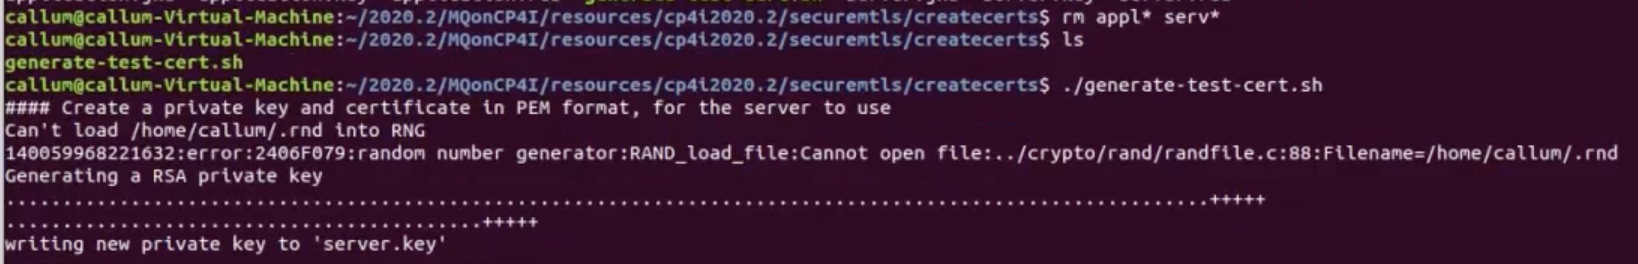 callum@callum-Virtual-Machine:~/2020.2/MQonCP4I/resources/cp4i2020.2/securemtls/createcerts$ rm appl* serv*
callum@callum-Virtual-Machine:~/2020.2/MQonCP4I/resources/cp4i2020.2/securemtls/createcerts$ ls
generate-test-cert.sh
callum@callum-Virtual-Machine:~/2020.2/MQonCP4I/resources/cp4i2020.2/securemtls/createcerts$ ./generate-test-cert.sh
#### Create a private key and certificate in PEM format, for the server to use
Can't load /home/callum/.rnd into RNG
140059968221632:error:2406F079:random number generator:RAND_load_file:Cannot open file:../crypto/rand/randfile.c:88:Filename=/home/callum/.rnd
Generating a RSA private key
...........................................................................................................+++++
..........................................+++++
writing new private key to 'server.key'